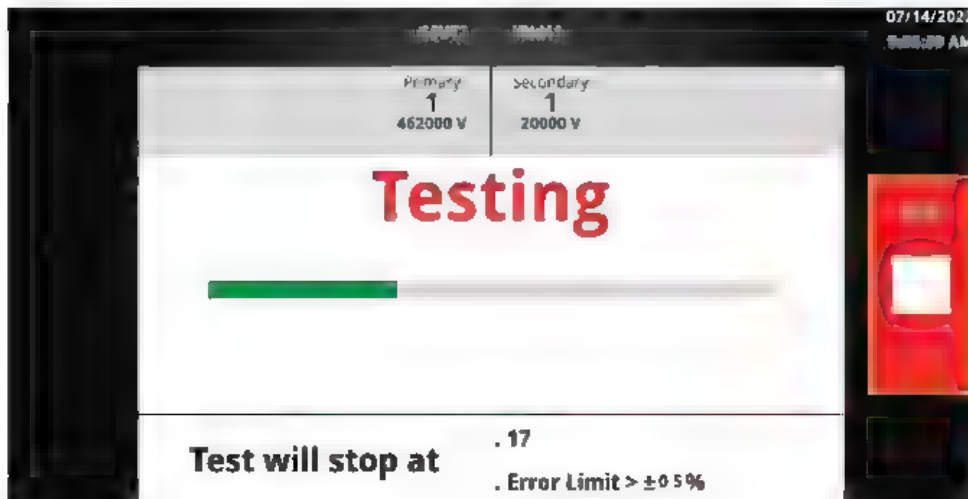 07/14/202
AM
Primary Secondary
1 1
462000 V 20000 V
Testing
Test will stop at
. 17
. Error Limit > ±0 5%